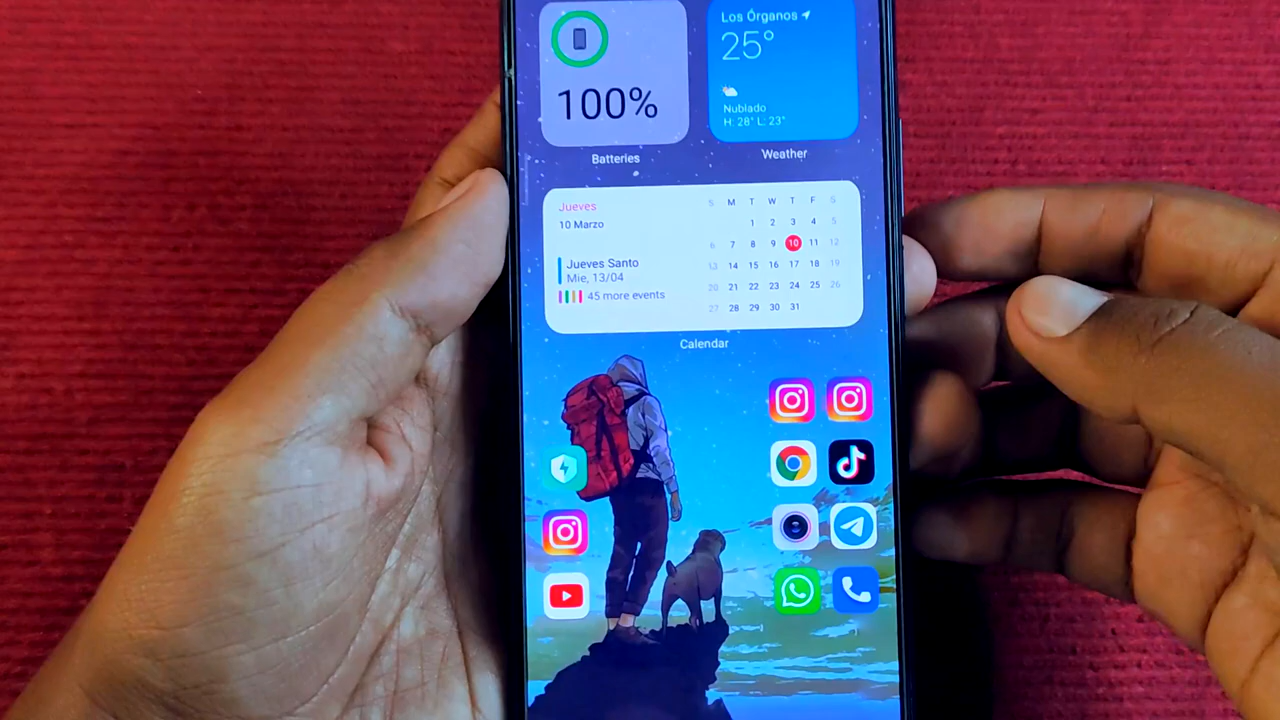 Los Órganos
25°
100%
Nublado
H: 28° L: 23°
Batteries
Weather
Jueves
10 Marzo
Jueves Santo
Mie, 13/04
45 more events
S M T W T F S
1 2 3 4 5
6 7 8 9 10 11 12
13 14 15 16 17 18 19
20 21 22 23 24 25 26
27 28 29 30 31
Calendar